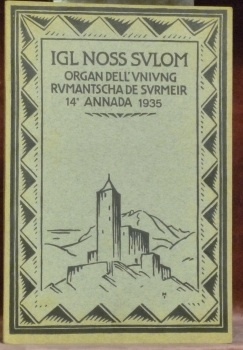 IGL NOSS SVLOM
ORGAN DELL'VNIVNG
RVMANTSCHA DE SVRMEIR
14ª ANNADA 1935